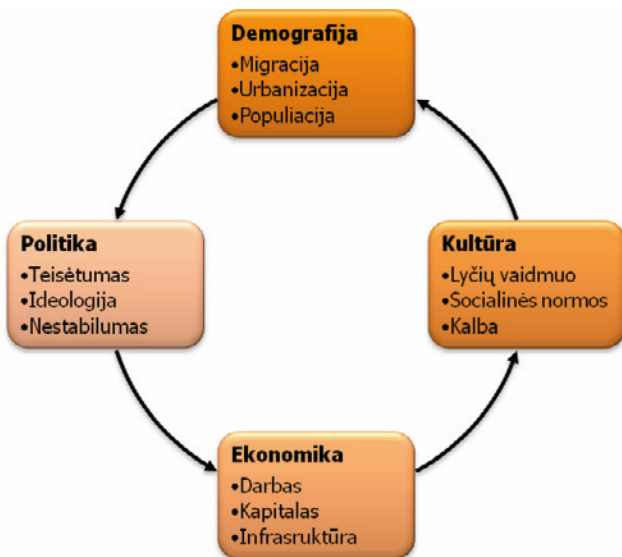 Demografija
•Migracija
•Urbanizacija
•Populiacija
Politika
•Teisėtumas
•Ideologija
•Nestabilumas
Kultūra
•Lyčių vaidmuo
•Socialinės normos
•Kalba
Ekonomika
•Darbas
•Kapitalas
•Infrasruktūra